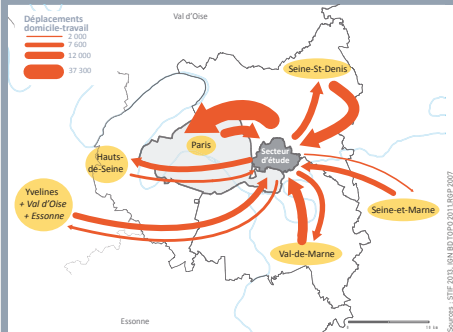 Déplacements
domicile-travail
2 000
7 600
12 000
37 300
Val d'Oise
Seine-St-Denis
Paris
Secteur
d'étude
Hauts-
de-Seine
Yvelines
+ Val d'Oise
+ Essonne
Seine-et-Marne
Val-de-Marne
Essonne
Sources : STIF 2013, IGN BD TOPO 2011, RGP 2007